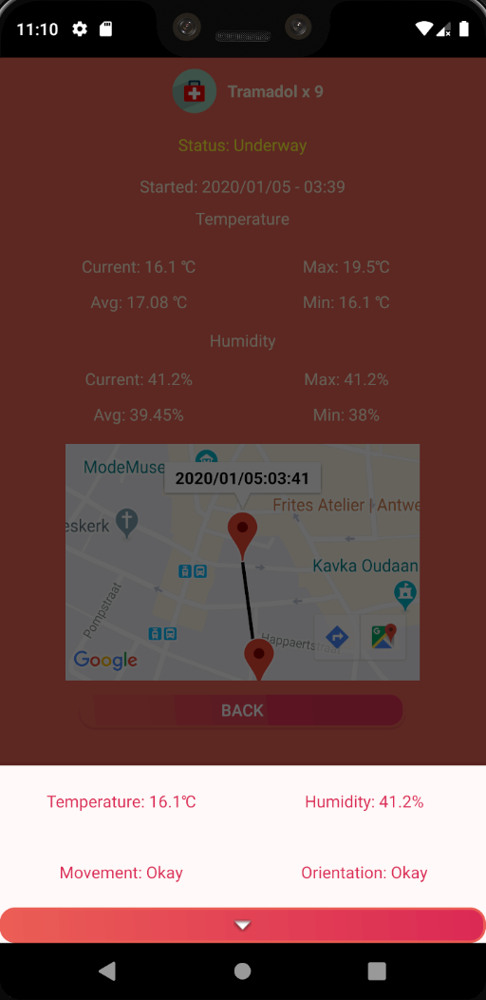 11:10
Tramadol x 9
Status: Underway
Started: 2020/01/05 - 03:39
Temperature
Current: 16.1 °C
Max: 19.5°C
Avg: 17.08 °C
Min: 16.1 °C
Humidity
Current: 41.2%
Max: 41.2%
Avg: 39.45%
Min: 38%
ModeMuse
2020/01/05:03:41
Frites Atelier | Antwe
eskerk
Kavka Oudaan
Pompstraat
Happaertstraat
Google
BACK
Temperature: 16.1°C
Humidity: 41.2%
Movement: Okay
Orientation: Okay